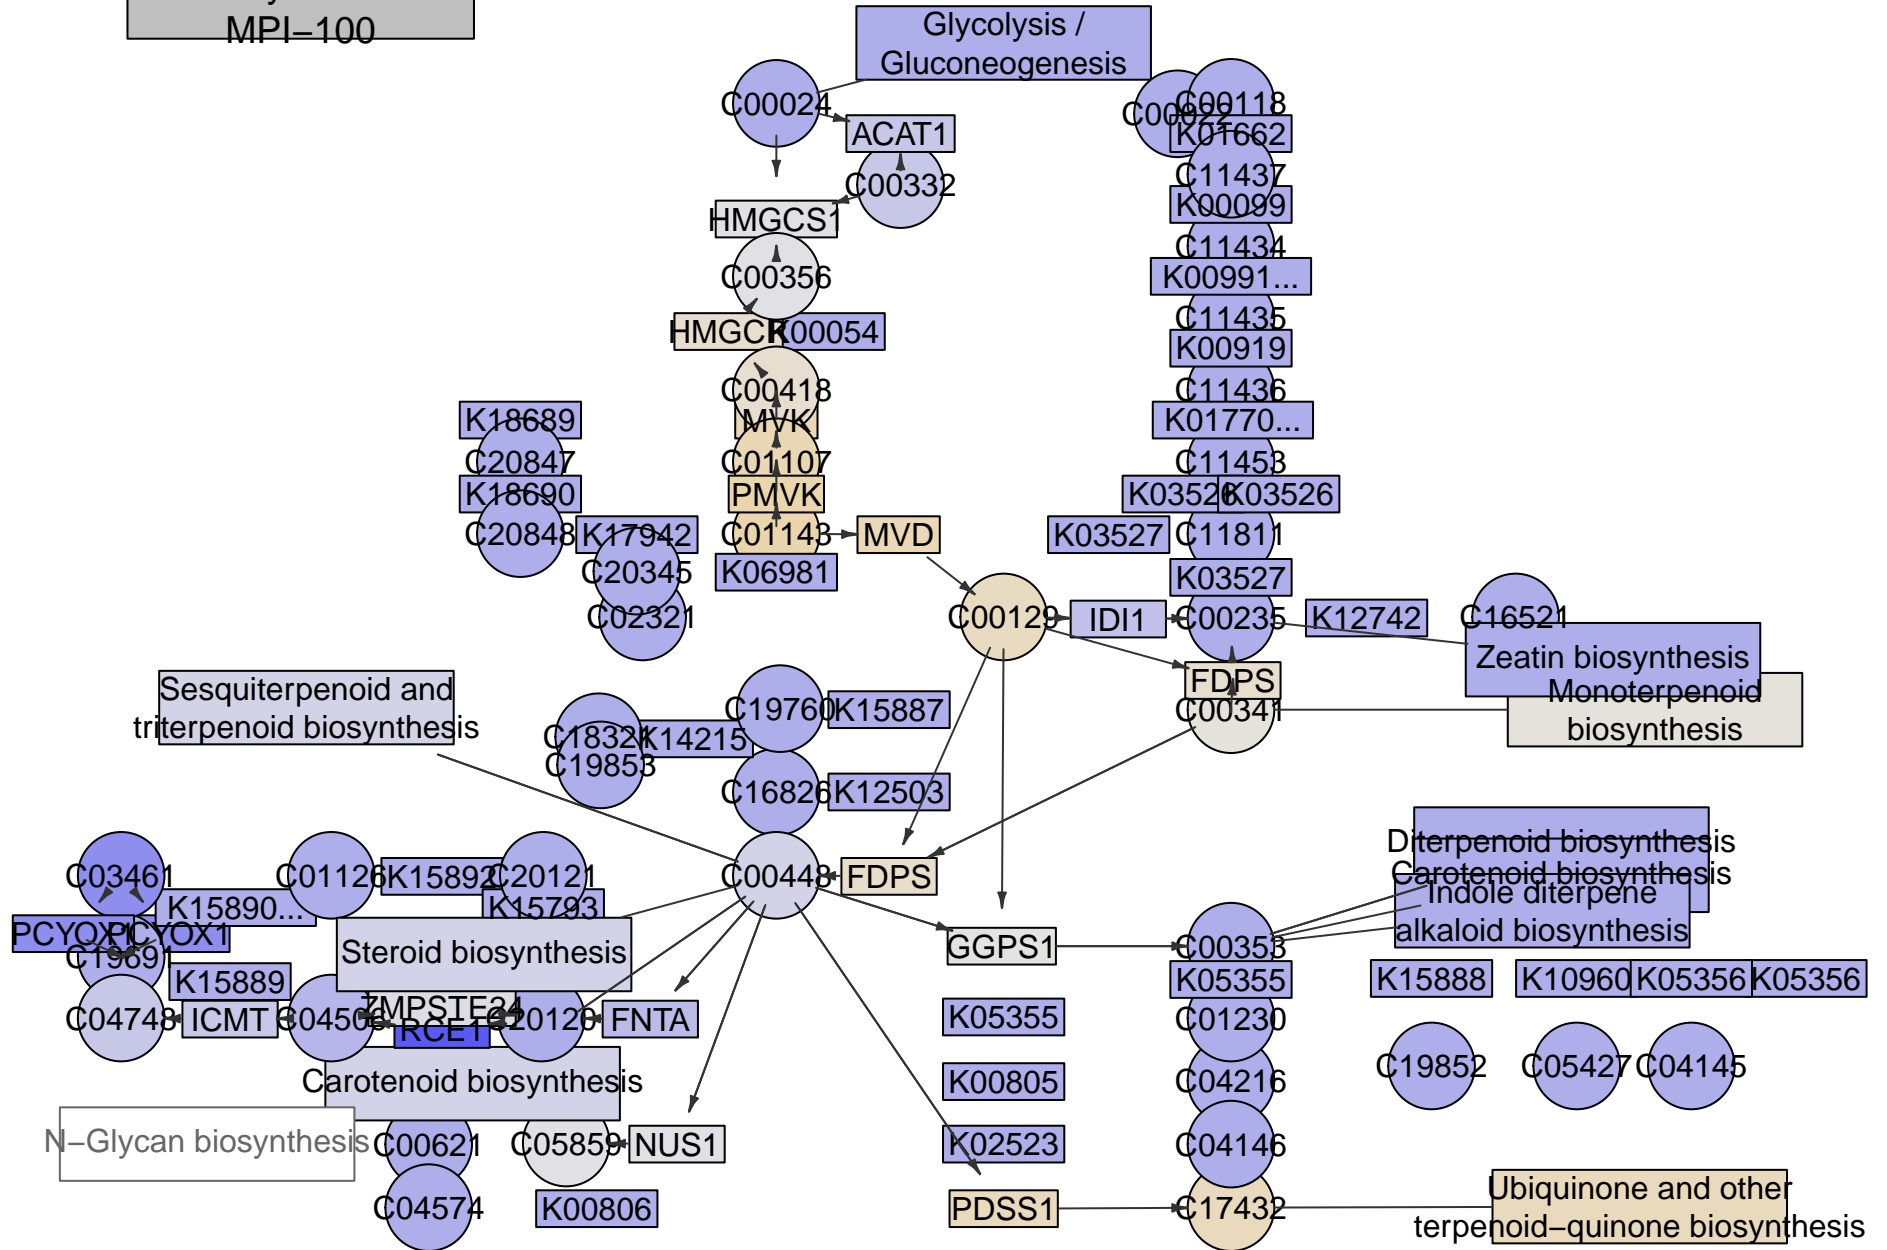 MPI−100
Glycolysis /
Gluconeogenesis
C00024
ACAT1
C00332
C00022
C00118
K01662
C11437
K00099
HMGCS1
C11434
C00356
K00991...
HMGCR
K00054
C11435
K00919
C00418
C11436
K18689
MVK
K01770...
C20847
C01107
C11453
K18690
PMVK
K03526
K03526
C20848
K17942
C01143
MVD
K03527
C11811
C20345
K06981
K03527
C02321
C00129
IDI1
C00235
K12742
C16521
Zeatin biosynthesis
Sesquiterpenoid and
triterpenoid biosynthesis
FDPS
Monoterpenoid
biosynthesis
C19760
K15887
C00341
C18321
K14215
C19853
C16826
K12503
Diterpenoid biosynthesis
Carotenoid biosynthesis
Indole diterpene
alkaloid biosynthesis
C03461
C01126
K15892
C20121
C00448
FDPS
K15890...
K15793
PCYOX1
PCYOX1
C19691
Steroid biosynthesis
GGPS1
C00353
K15889
K05355
K15888
K10960
K05356
K05356
C04748
ICMT
C04506
ZMPSTE24
RCE1
C20120
FNTA
K05355
C01230
C19852
C05427
C04145
Carotenoid biosynthesis
K00805
C04216
N−Glycan biosynthesis
C00621
C05859
NUS1
K02523
C04146
C04574
K00806
PDSS1
C17432
Ubiquinone and other
terpenoid−quinone biosynthesis